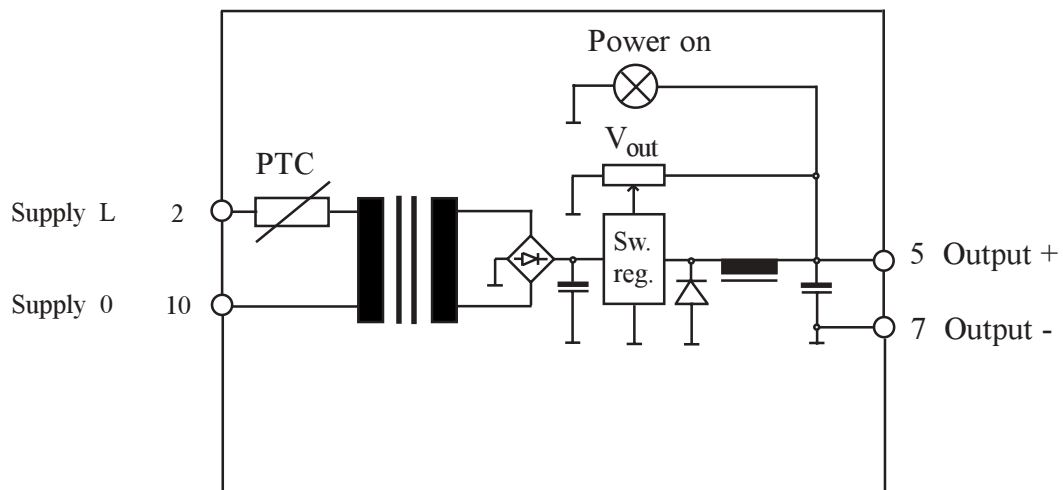 Power on
Vout
PTC
Supply L 2
Sw.
reg.
5 Output +
Supply 0 10
7 Output -